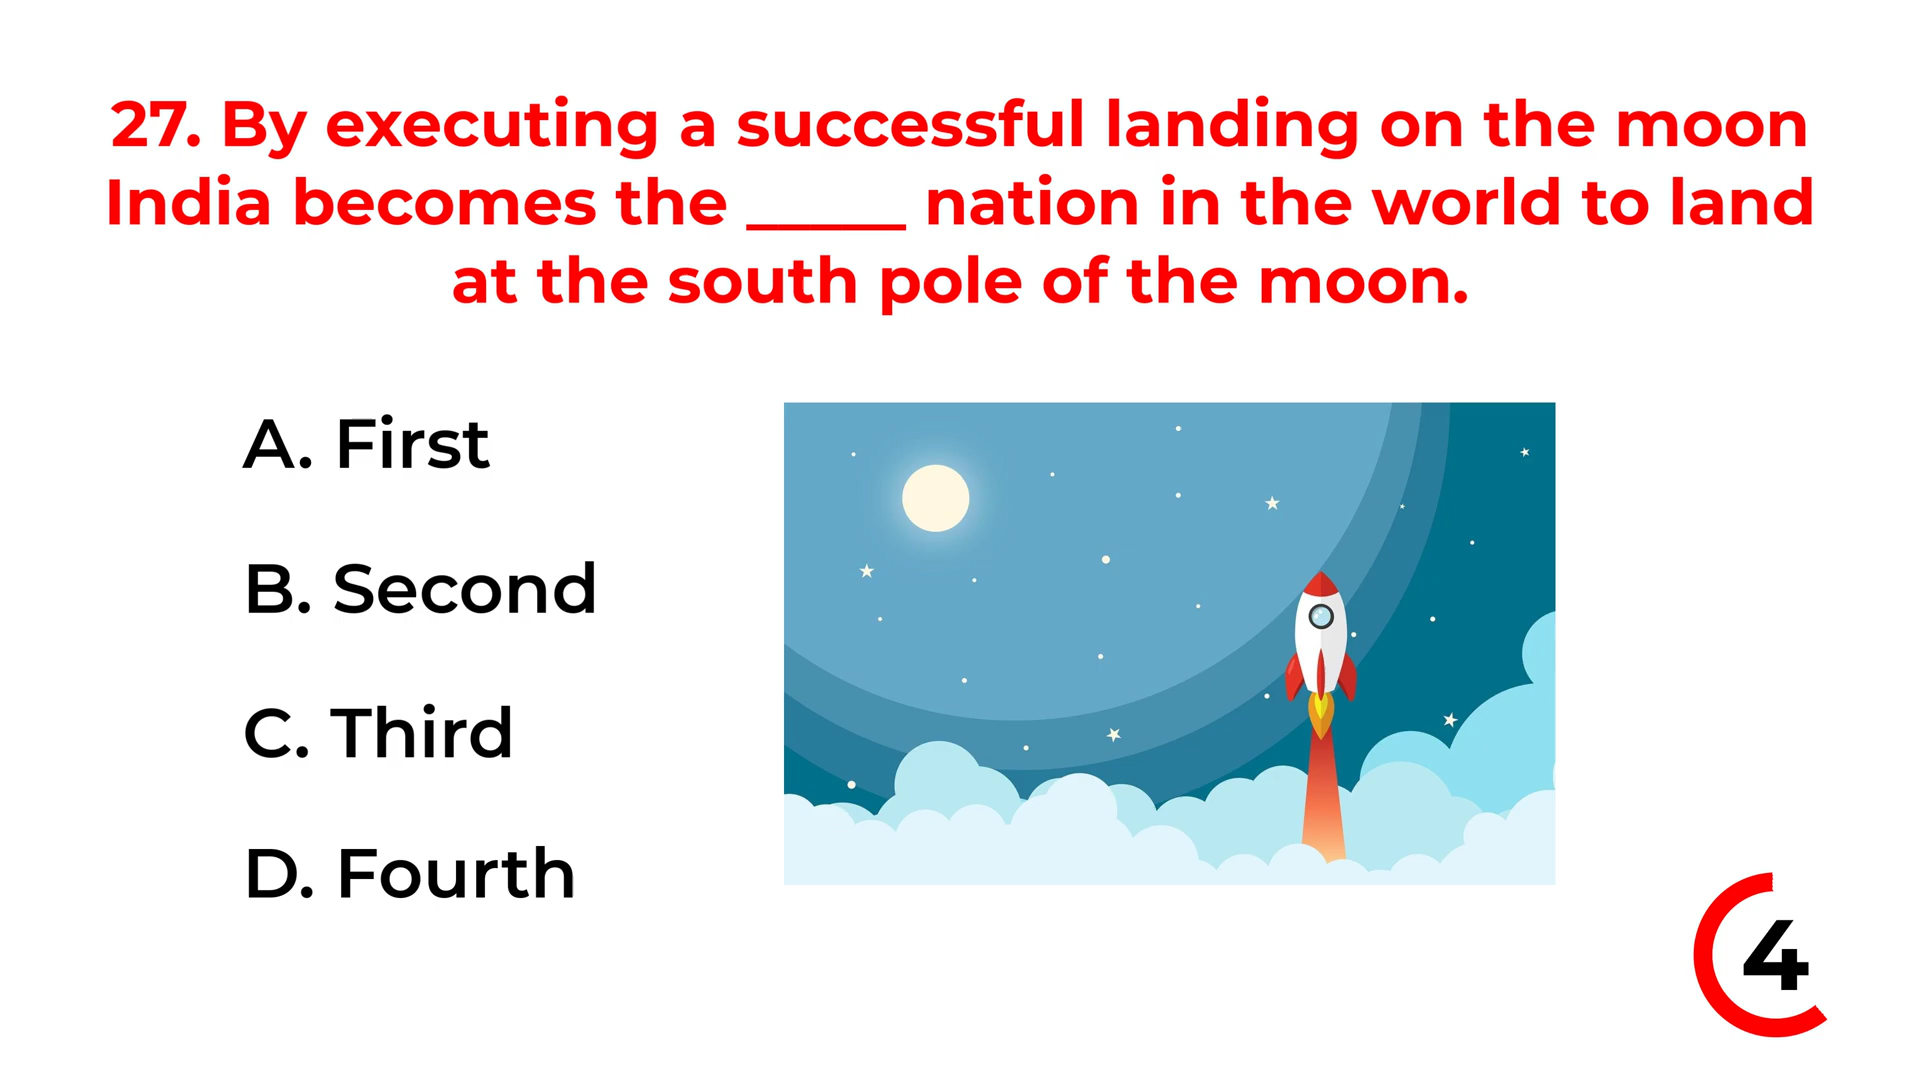 27. By executing a successful landing on the moon
India becomes the _____ nation in the world to land
at the south pole of the moon.
A. First
B. Second
C. Third
D. Fourth
4